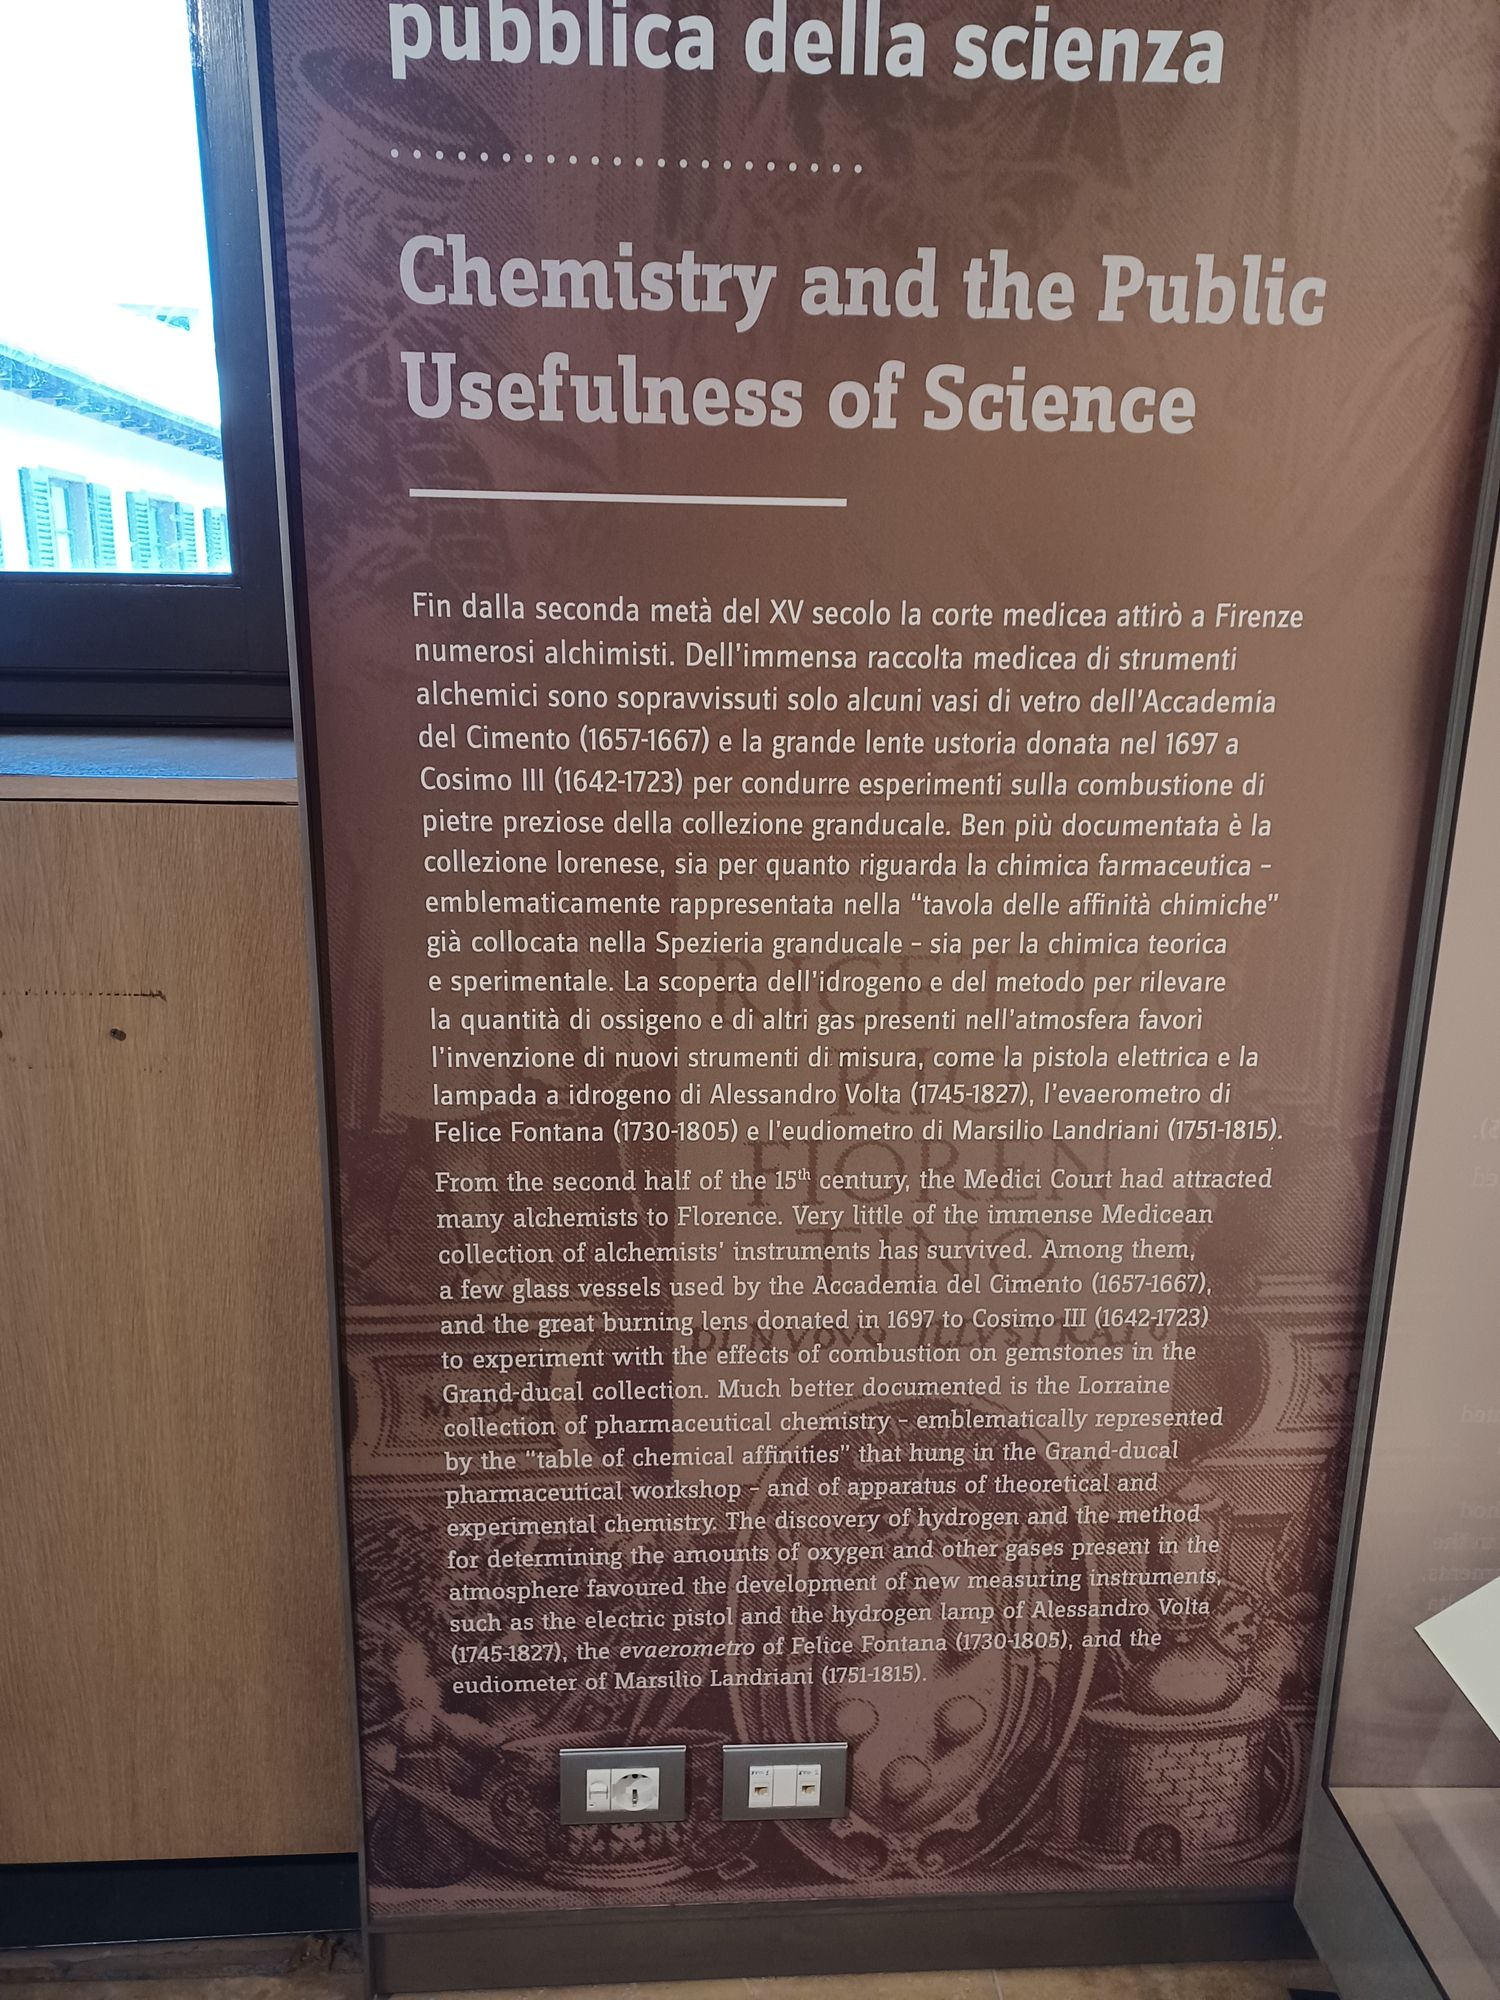 pubblica della scienza
Chemistry and the Public
Usefulness of Science
Fin dalla seconda metà del XV secolo la corte medicea attirò a Firenze
numerosi alchimisti. Dell'immensa raccolta medicea di strumenti
alchemici sono sopravvissuti solo alcuni vasi di vetro dell'Accademia
del Cimento (1657-1667) e la grande lente ustoria donata nel 1697 a
Cosimo III (1642-1723) per condurre esperimenti sulla combustione di
pietre preziose della collezione granducale. Ben più documentata è la
collezione lorenese, sia per quanto riguarda la chimica farmaceutica –
emblematicamente rappresentata nella “tavola delle affinità chimiche”
già collocata nella Spezieria granducale – sia per la chimica teorica
e sperimentale. La scoperta dell'idrogeno e del metodo per rilevare
la quantità di ossigeno e di altri gas presenti nell'atmosfera favorì
l'invenzione di nuovi strumenti di misura, come la pistola elettrica e la
lampada a idrogeno di Alessandro Volta (1745-1827), l'evaerometro di
Felice Fontana (1730-1805) e l'eudiometro di Marsilio Landriani (1751-1815).
From the second half of the 15th century, the Medici Court had attracted
many alchemists to Florence. Very little of the immense Medicean
collection of alchemists' instruments has survived. Among them,
a few glass vessels used by the Accademia del Cimento (1657-1667),
and the great burning lens donated in 1697 to Cosimo III (1642-1723)
to experiment with the effects of combustion on gemstones in the
Grand-ducal collection. Much better documented is the Lorraine
collection of pharmaceutical chemistry – emblematically represented
by the “table of chemical affinities” that hung in the Grand-ducal
pharmaceutical workshop – and of apparatus of theoretical and
experimental chemistry. The discovery of hydrogen and the method
for determining the amounts of oxygen and other gases present in the
atmosphere favoured the development of new measuring instruments,
such as the electric pistol and the hydrogen lamp of Alessandro Volta
(1745-1827), the evaerometro of Felice Fontana (1730-1805), and the
eudiometer of Marsilio Landriani (1751-1815).
RICETTA
RIO
FIOREN
TINO
DI NVOVO ILLVSTRATO